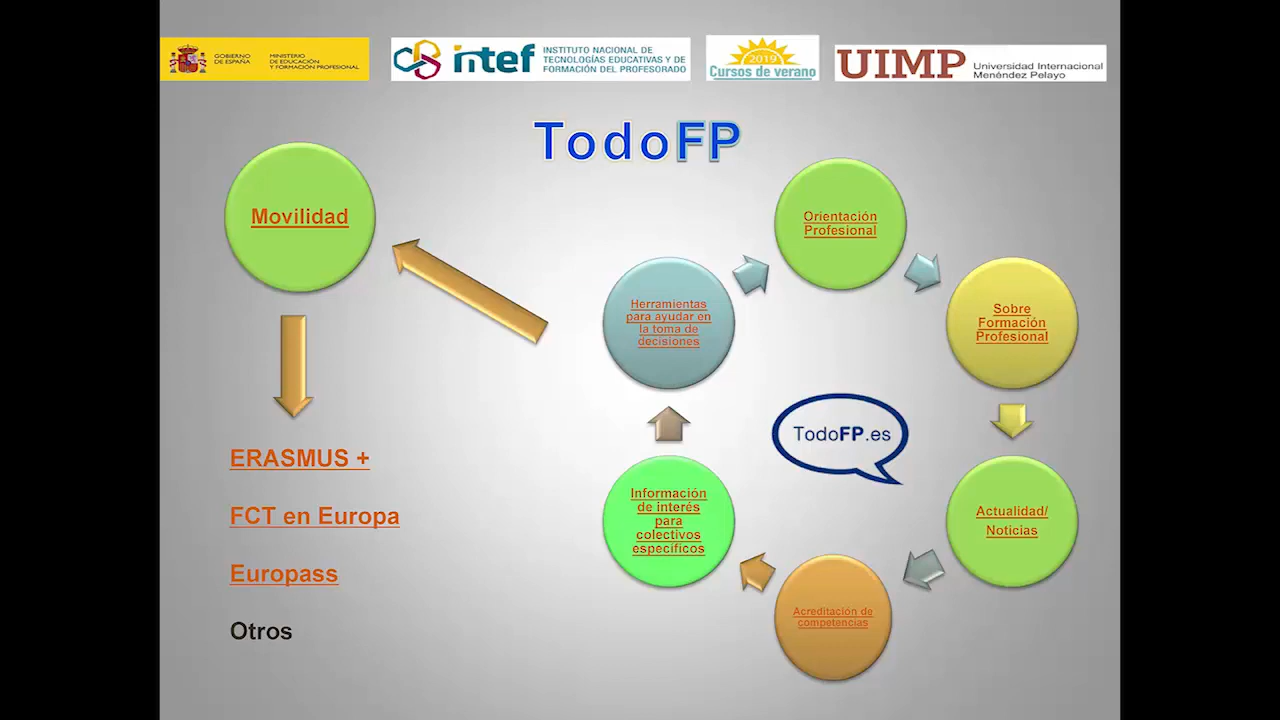 GOBIERNO
DE ESPAÑA
MINISTERIO
DE EDUCACIÓN
Y FORMACIÓN PROFESIONAL
intef
INSTITUTO NACIONAL DE
TECNOLOGÍAS EDUCATIVAS Y DE
FORMACIÓN DEL PROFESORADO
2019
Cursos de verano
UIMP
Universidad Internacional
Menéndez Pelayo
TodoFP
Movilidad
ERASMUS +
FCT en Europa
Europass
Otros
Orientación
Profesional
Sobre
Formación
Profesional
Actualidad/
Noticias
Acreditación de
competencias
Información
de interés
para
colectivos
específicos
Herramientas
para ayudar en
la toma de
decisiones
TodoFP.es